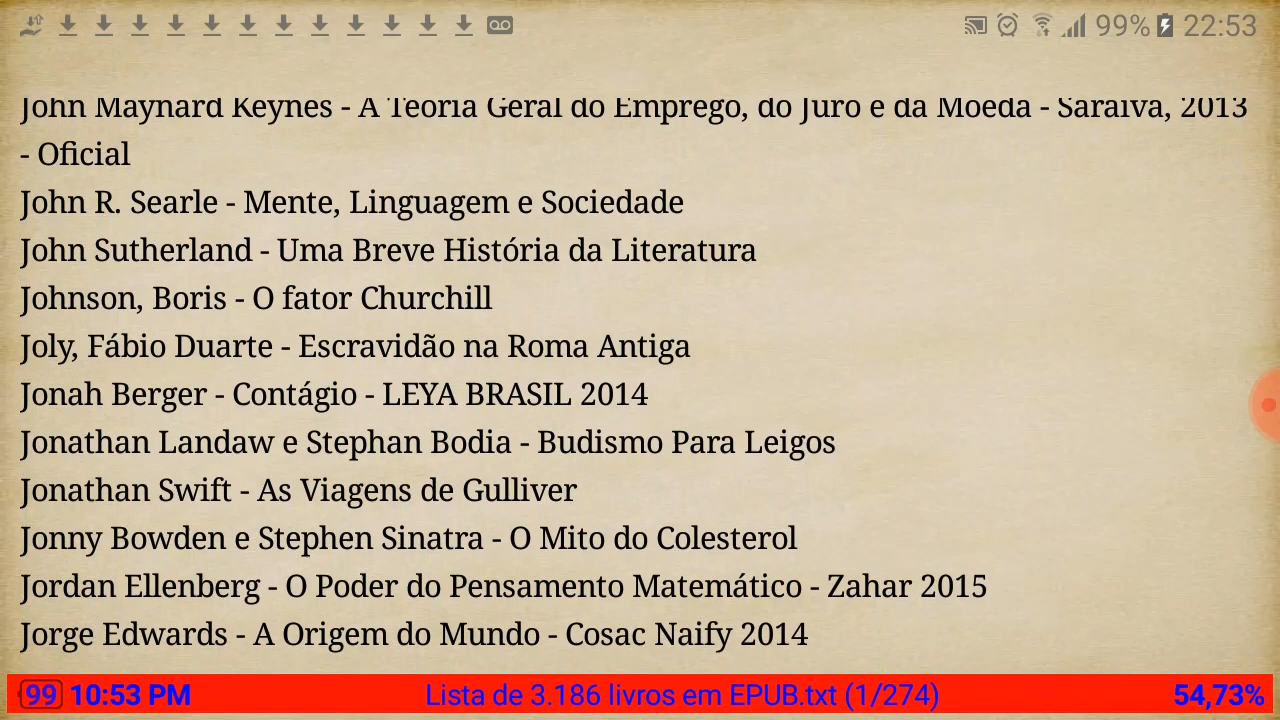 99% 22:53
John Maynard Keynes - A Teoria Geral do Emprego, do Juro e da Moeda - Saraiva, 2013
- Oficial
John R. Searle - Mente, Linguagem e Sociedade
John Sutherland - Uma Breve História da Literatura
Johnson, Boris - O fator Churchill
Joly, Fábio Duarte - Escravidão na Roma Antiga
Jonah Berger - Contágio - LEYA BRASIL 2014
Jonathan Landaw e Stephan Bodia - Budismo Para Leigos
Jonathan Swift - As Viagens de Gulliver
Jonny Bowden e Stephen Sinatra - O Mito do Colesterol
Jordan Ellenberg - O Poder do Pensamento Matemático - Zahar 2015
Jorge Edwards - A Origem do Mundo - Cosac Naify 2014
99 10:53 PM Lista de 3.186 livros em EPUB.txt (1/274) 54,73%